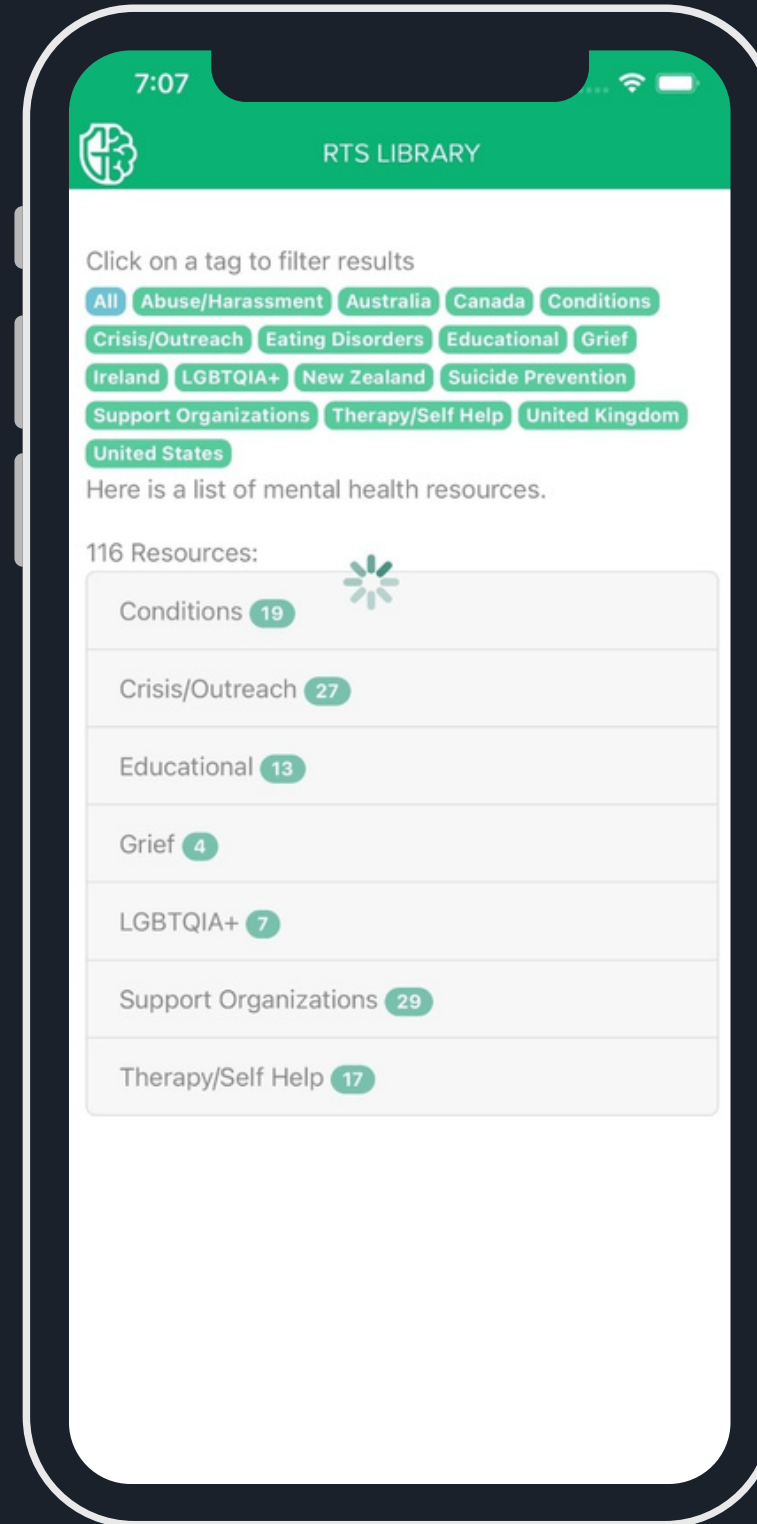 7:07
RTS LIBRARY
Click on a tag to filter results
All Abuse/Harassment Australia Canada Conditions
Crisis/Outreach Eating Disorders Educational Grief
Ireland LGBTQIA+ New Zealand Suicide Prevention
Support Organizations Therapy/Self Help United Kingdom
United States
Here is a list of mental health resources.
116 Resources:
Conditions 19
Crisis/Outreach 27
Educational 13
Grief 4
LGBTQIA+ 7
Support Organizations 29
Therapy/Self Help 17